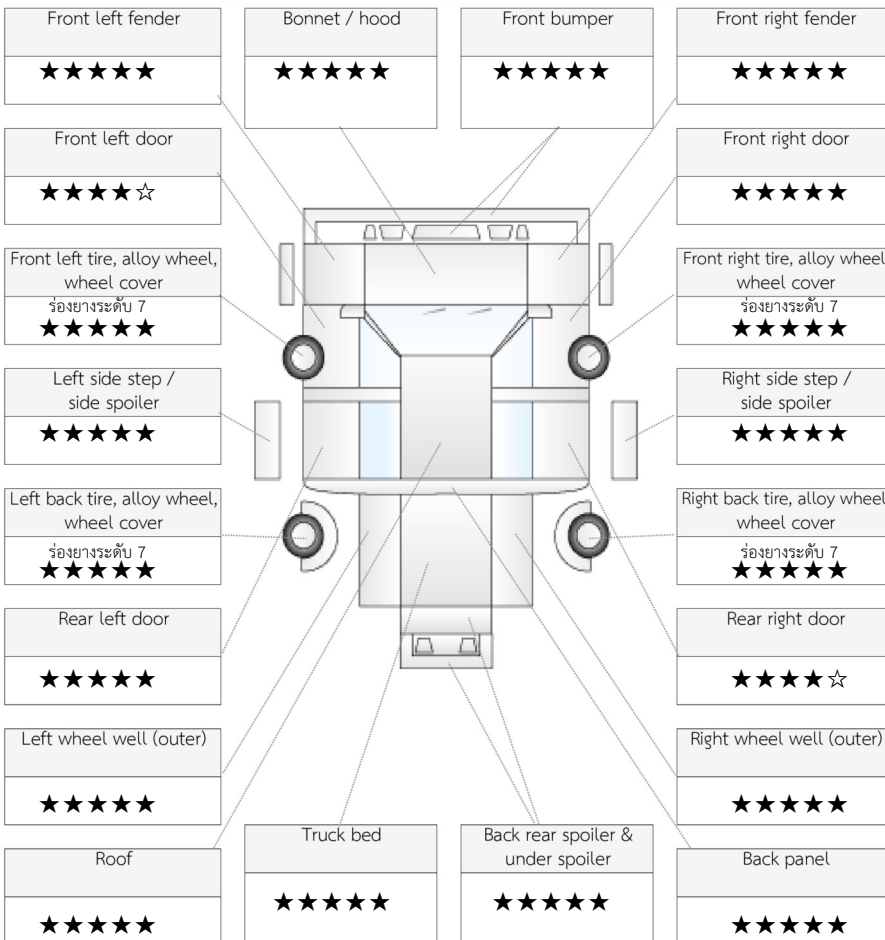 Front left fender
★★★★★
Bonnet / hood
★★★★★
Front bumper
★★★★★
Front right fender
★★★★★
Front left door
★★★★☆
Front right door
★★★★★
Front left tire, alloy wheel,
wheel cover
ร่องยางระดับ 7
★★★★★
Front right tire, alloy wheel
wheel cover
ร่องยางระดับ 7
★★★★★
Left side step /
side spoiler
★★★★★
Right side step /
side spoiler
★★★★★
Left back tire, alloy wheel,
wheel cover
ร่องยางระดับ 7
★★★★★
Right back tire, alloy wheel
wheel cover
ร่องยางระดับ 7
★★★★★
Rear left door
★★★★★
Rear right door
★★★★☆
Left wheel well (outer)
★★★★★
Right wheel well (outer)
★★★★★
Roof
★★★★★
Truck bed
★★★★★
Back rear spoiler &
under spoiler
★★★★★
Back panel
★★★★★